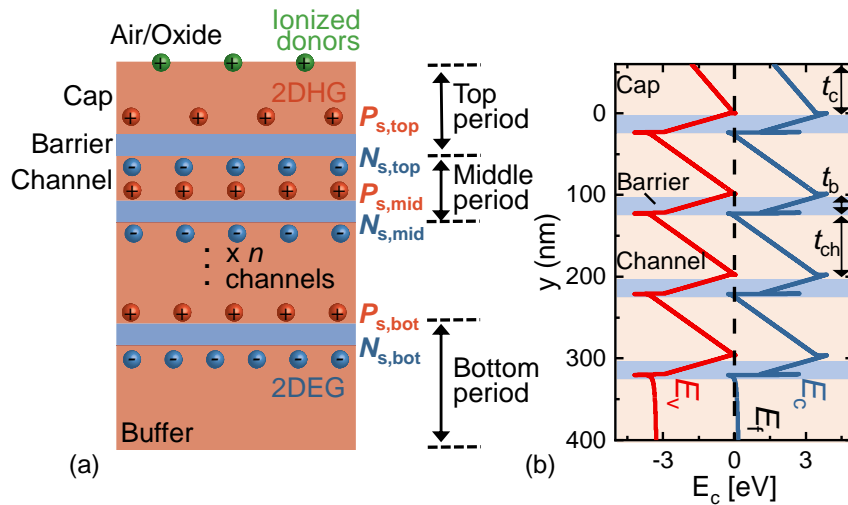 Air/Oxide
Ionized
donors
Cap
2DHG
Barrier
Channel
P_s,top
N_s,top
P_s,mid
N_s,mid
x n
channels
P_s,bot
N_s,bot
2DEG
Buffer
Top
period
Middle
period
Bottom
period
(a)
Cap
Barrier
Channel
t_c
t_b
t_ch
E_v
E_f
E_c
y (nm)
0
100
200
300
400
-3 0 3
E_c [eV]
(b)